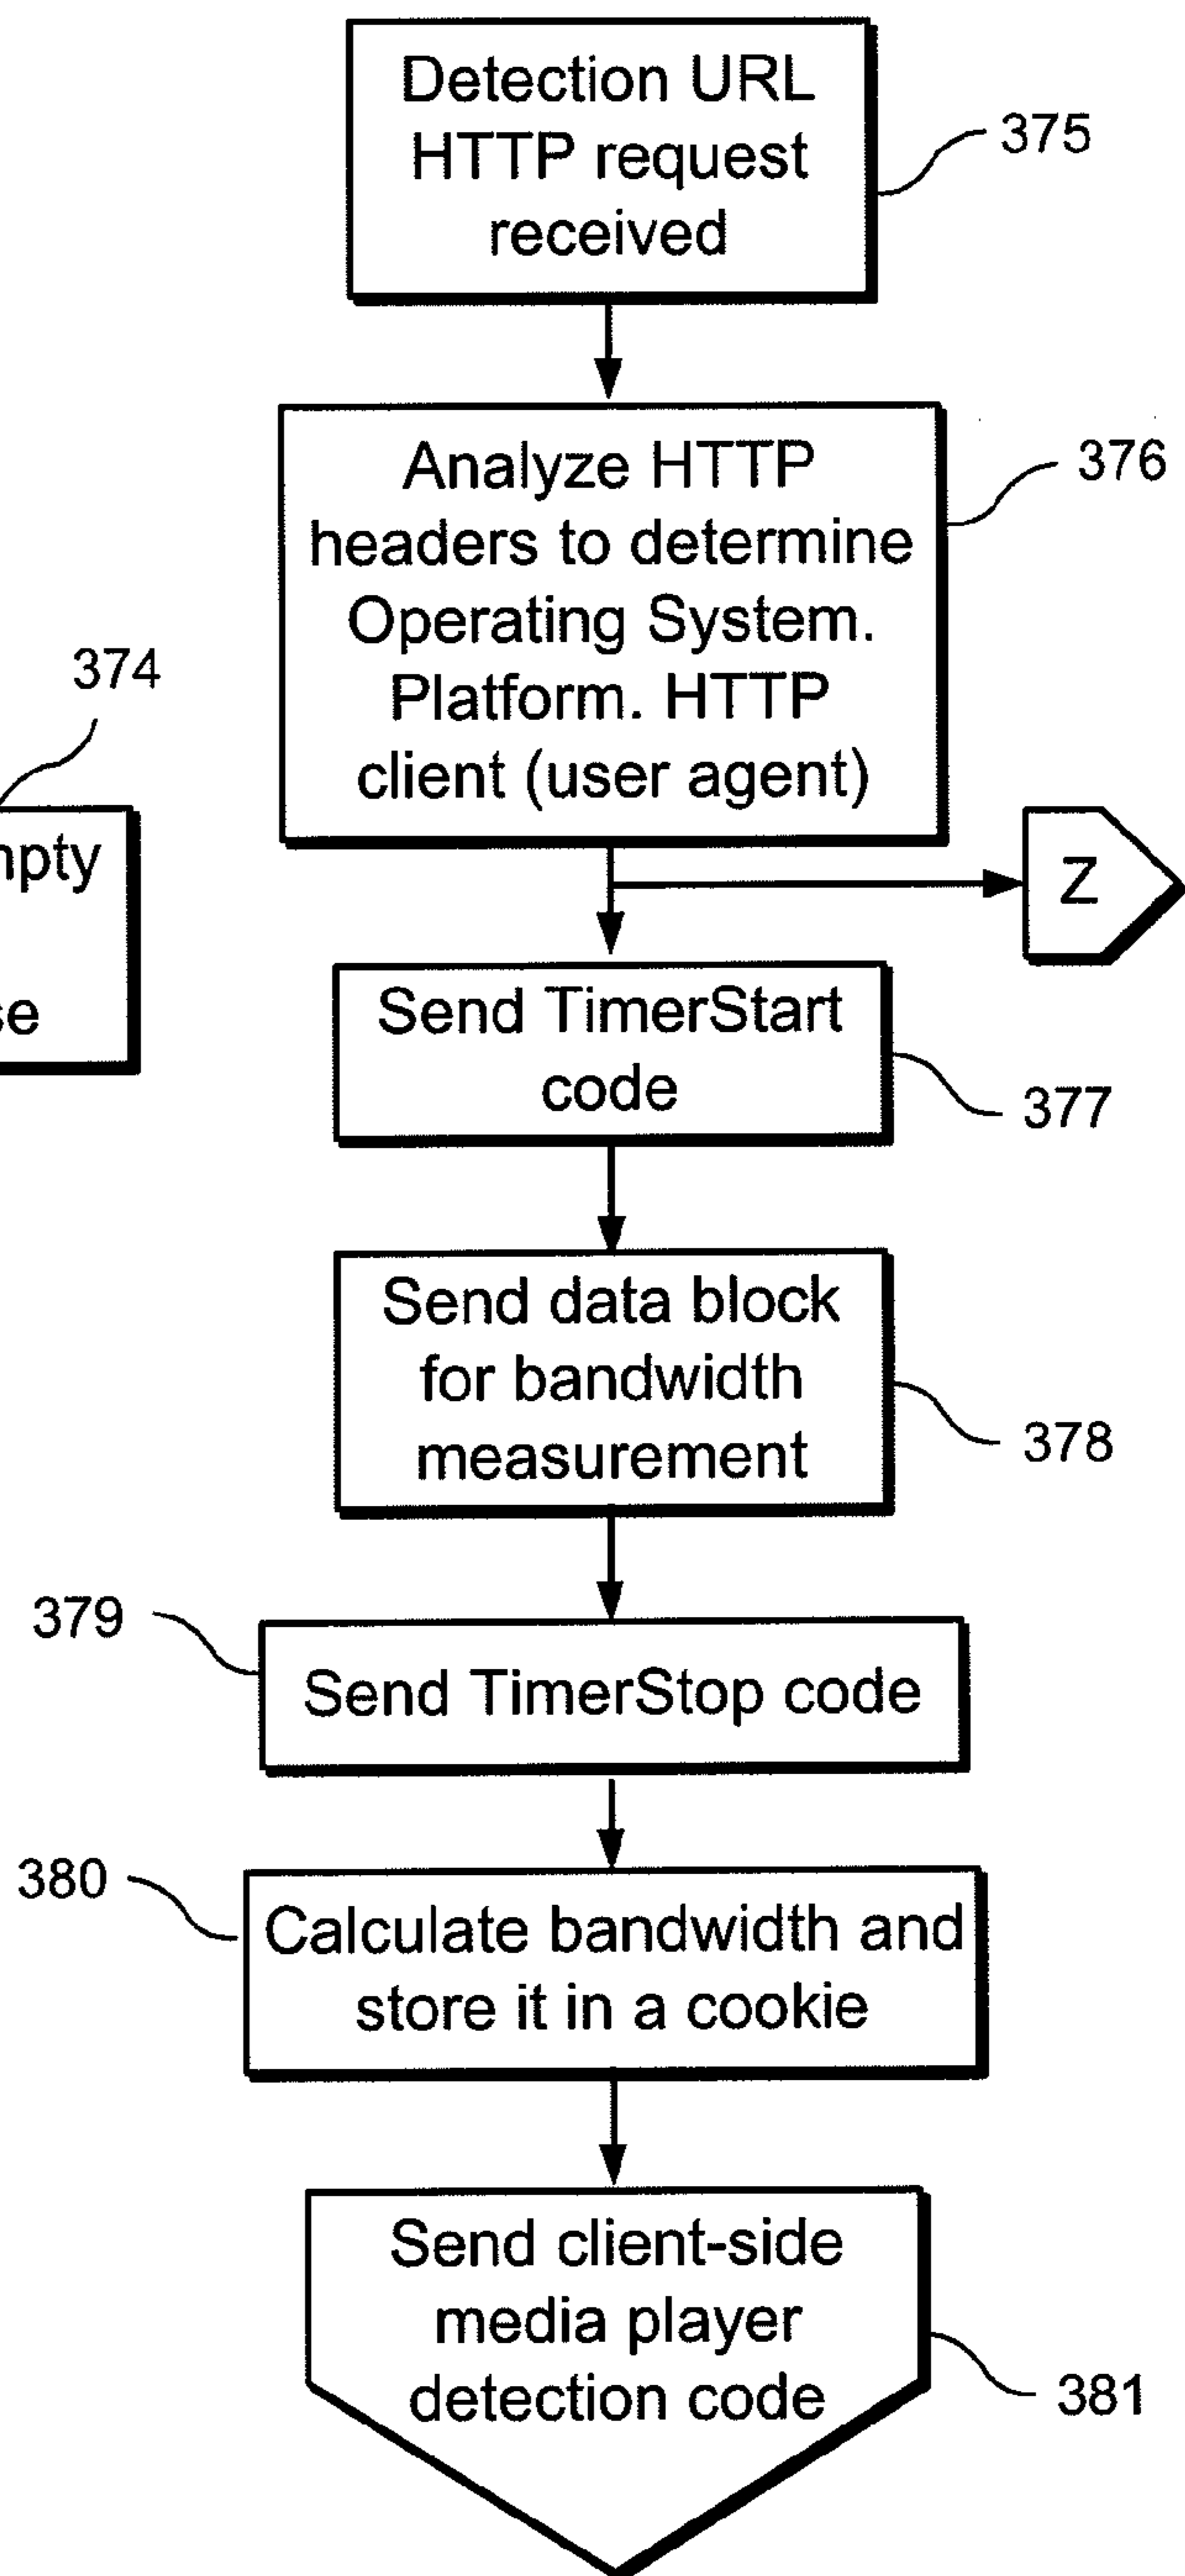 Detection URL
HTTP request
received
375
Analyze HTTP
headers to determine
Operating System.
Platform. HTTP
client (user agent)
376
374
Z
Send TimerStart
code
377
Send data block
for bandwidth
measurement
378
379
Send TimerStop code
380
Calculate bandwidth and
store it in a cookie
Send client-side
media player
detection code
381